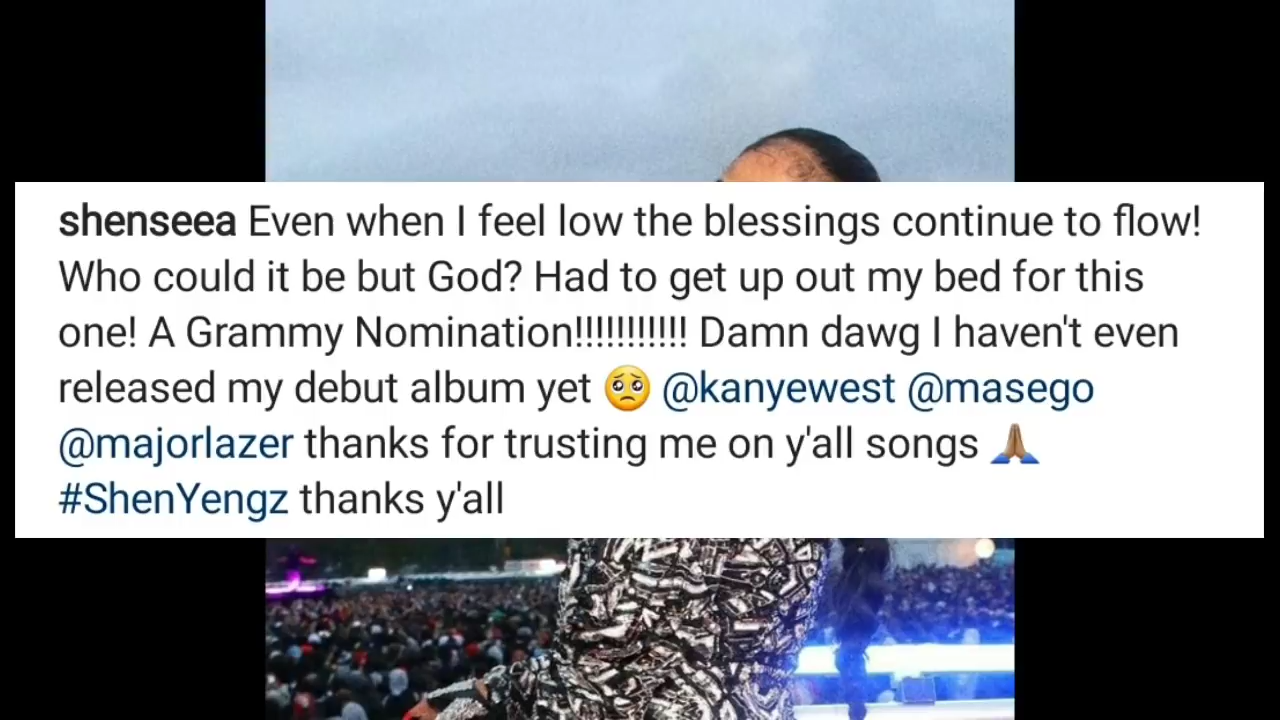 shenseea Even when I feel low the blessings continue to flow!
Who could it be but God? Had to get up out my bed for this
one! A Grammy Nomination!!!!!!!!!!! Damn dawg I haven't even
released my debut album yet 🥺 @kanyewest @masego
@majorlazer thanks for trusting me on y'all songs 🙏🏾
#ShenYengz thanks y'all